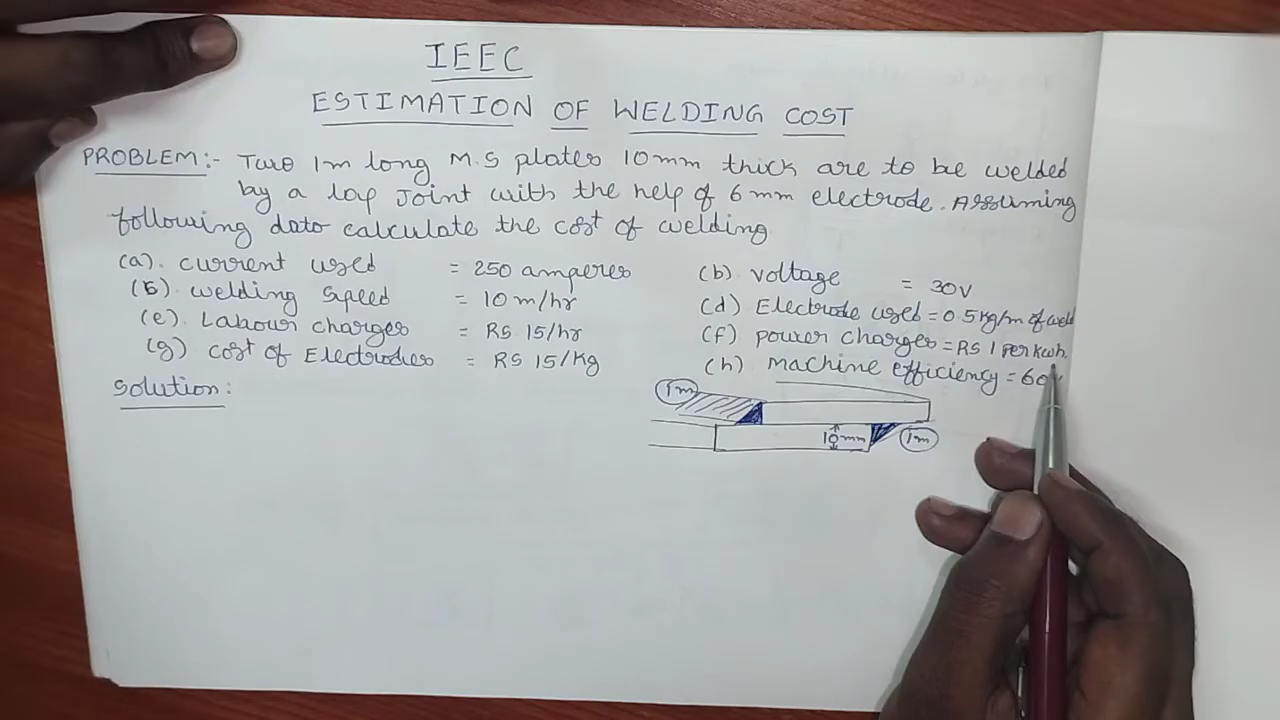 IEEC
ESTIMATION OF WELDING COST
PROBLEM:- Two 1m long M.S plates 10mm thick are to be welded
by a lap joint with the help of 6 mm electrode. Assuming
following data calculate the cost of welding
(a). current used = 250 amperes (b) voltage = 30V
(c). welding speed = 10 m/hr (d) Electrode used = 0.5 kg/m of weld
(e). Labour charges = RS 15/hr (f) power charges = RS 1 per kwh.
(g) cost of Electrodes = RS 15/kg (h) machine efficiency = 60
Solution:
1m
10mm
1m